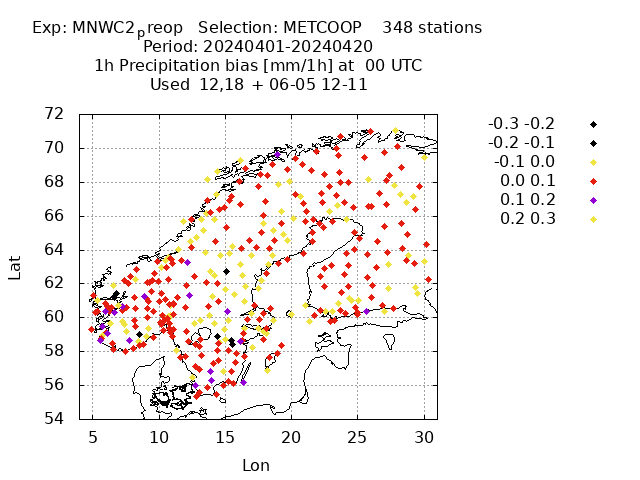 Exp: MNWC2preop Selection: METCOOP 348 stations
Period: 20240401-20240420
1h Precipitation bias [mm/1h] at 00 UTC
Used 12,18 + 06-05 12-11
72
70
68
66
64
62
60
58
56
54
5 10 15 20 25 30
Lat
Lon
-0.3 -0.2
-0.2 -0.1
-0.1 0.0
0.0 0.1
0.1 0.2
0.2 0.3